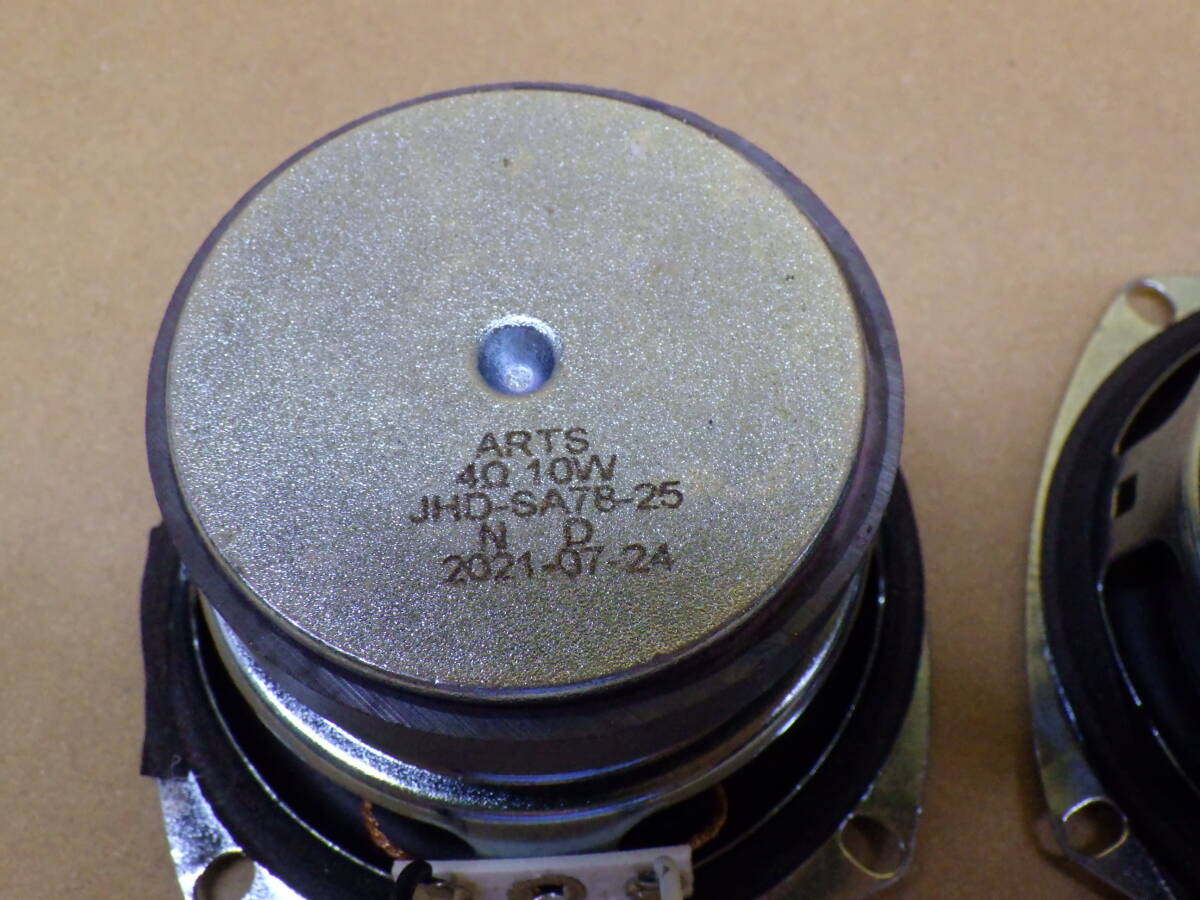 ARTS
4Ω 10W
JHD-SA78-25
N D
2021-07-24